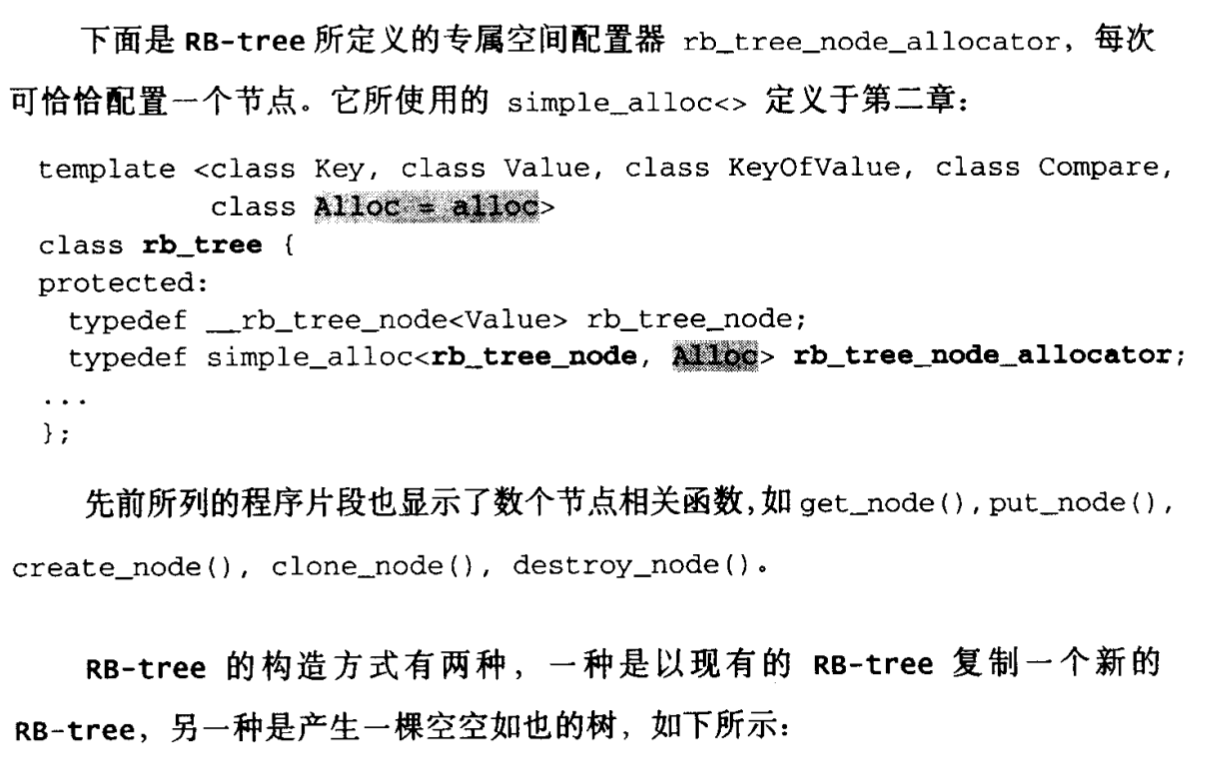 下面是 RB-tree 所定义的专属空间配置器 rb_tree_node_allocator，每次
可恰恰配置一个节点。它所使用的 simple_alloc<> 定义于第二章：
template <class Key, class Value, class KeyOfValue, class Compare,
class Alloc = alloc>
class rb_tree {
protected:
typedef __rb_tree_node<Value> rb_tree_node;
typedef simple_alloc<rb_tree_node, Alloc> rb_tree_node_allocator;
...
};
先前所列的程序片段也显示了数个节点相关函数，如 get_node(), put_node(),
create_node(), clone_node(), destroy_node()。
RB-tree 的构造方式有两种，一种是以现有的 RB-tree 复制一个新的
RB-tree，另一种是产生一棵空空如也的树，如下所示：